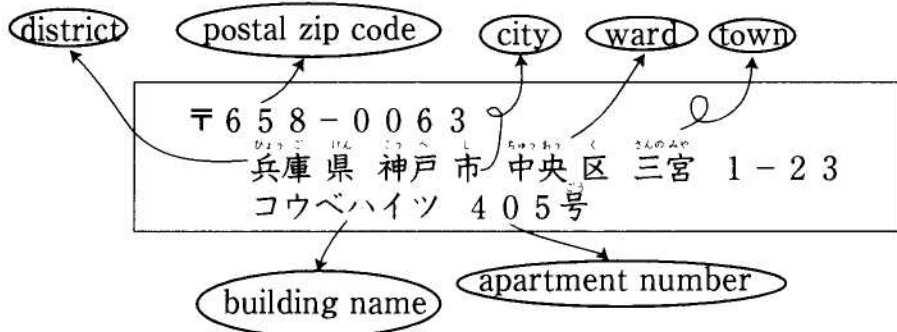 district postal zip code city ward town
〒658-0063
ひょうご けん こうべ し ちゅうおう く さんのみや
兵庫県 神戸市 中央区 三宮 1-23
ごう
コウベハイツ 405号
building name apartment number